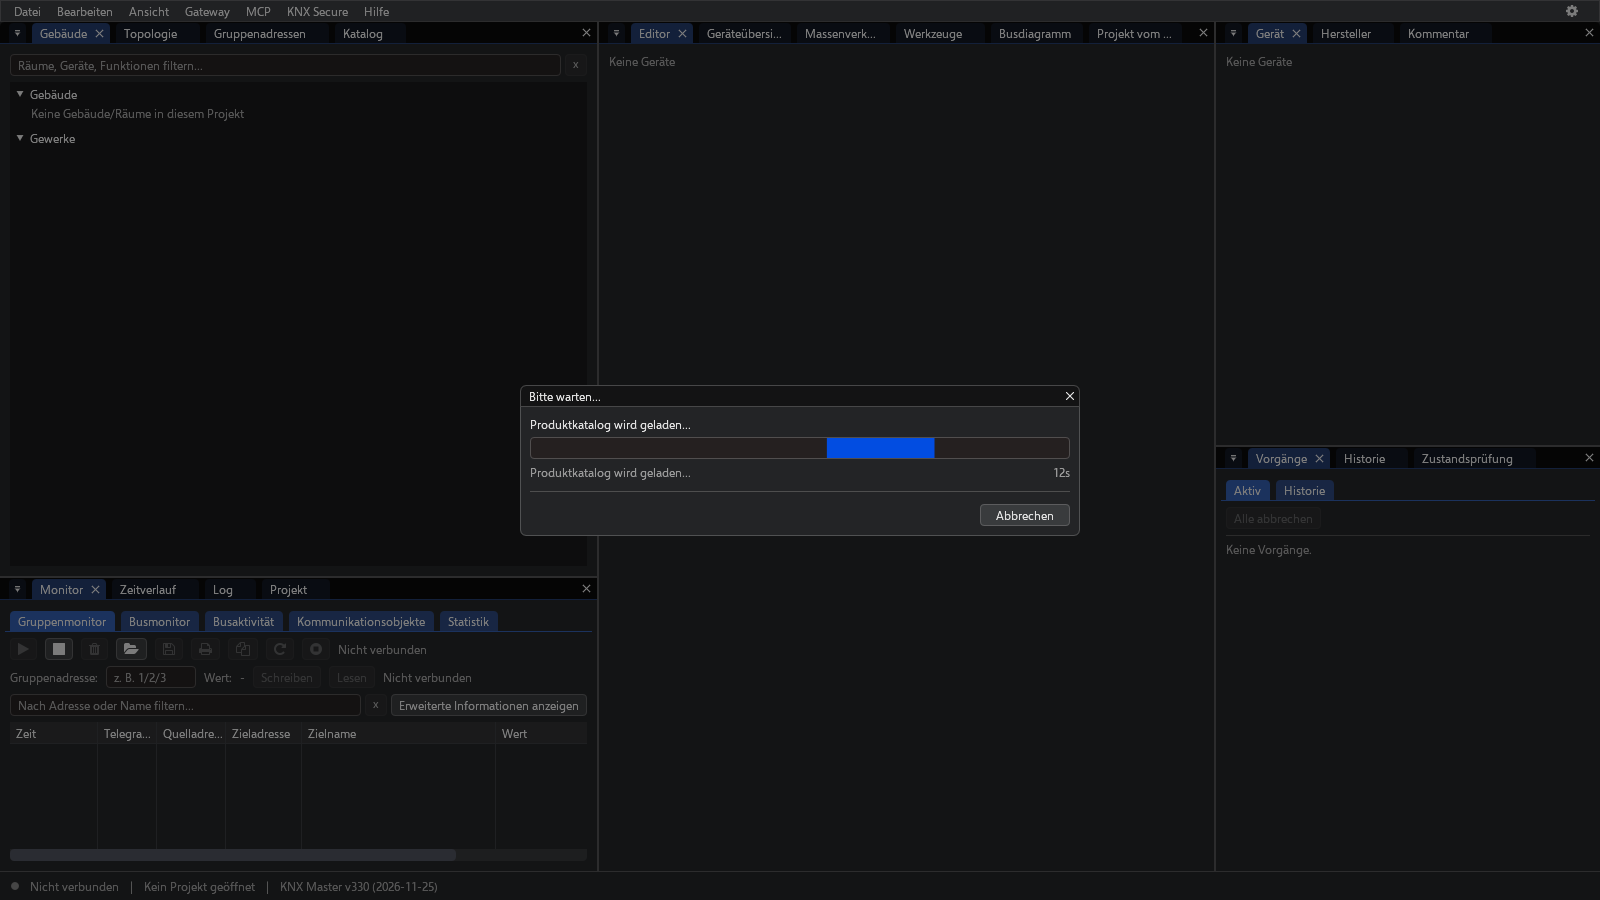 Datei Bearbeiten Ansicht Gateway MCP KNX Secure Hilfe
Gebäude Topologie Gruppenadressen Katalog
Räume, Geräte, Funktionen filtern... x
Gebäude
Keine Gebäude/Räume in diesem Projekt
Gewerke
Editor Geräteübersi... Massenverk... Werkzeuge Busdiagramm Projekt vom ...
Keine Geräte
Gerät Hersteller Kommentar
Keine Geräte
Bitte warten...
Produktkatalog wird geladen...
Produktkatalog wird geladen... 12s
Abbrechen
Vorgänge Historie Zustandsprüfung
Aktiv Historie
Alle abbrechen
Keine Vorgänge.
Monitor Zeitverlauf Log Projekt
Gruppenmonitor Busmonitor Busaktivität Kommunikationsobjekte Statistik
Nicht verbunden
Gruppenadresse: z. B. 1/2/3 Wert: - Schreiben Lesen Nicht verbunden
Nach Adresse oder Name filtern... x Erweiterte Informationen anzeigen
Zeit Telegra... Quelladre... Zieladresse Zielname Wert
Nicht verbunden | Kein Projekt geöffnet | KNX Master v330 (2026-11-25)